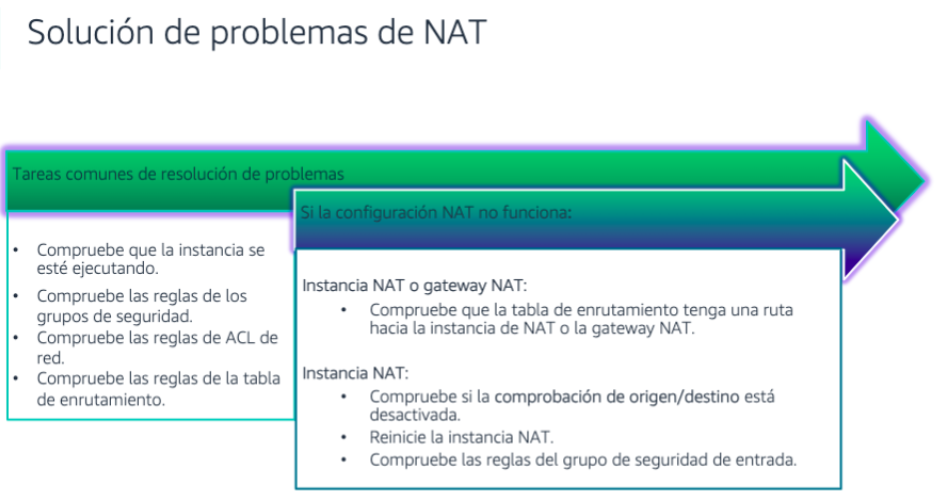 Solución de problemas de NAT
Tareas comunes de resolución de problemas
• Compruebe que la instancia se
esté ejecutando.
• Compruebe las reglas de los
grupos de seguridad.
• Compruebe las reglas de ACL de
red.
• Compruebe las reglas de la tabla
de enrutamiento.
Si la configuración NAT no funciona:
Instancia NAT o gateway NAT:
• Compruebe que la tabla de enrutamiento tenga una ruta
hacia la instancia de NAT o la gateway NAT.
Instancia NAT:
• Compruebe si la comprobación de origen/destino está
desactivada.
• Reinicie la instancia NAT.
• Compruebe las reglas del grupo de seguridad de entrada.